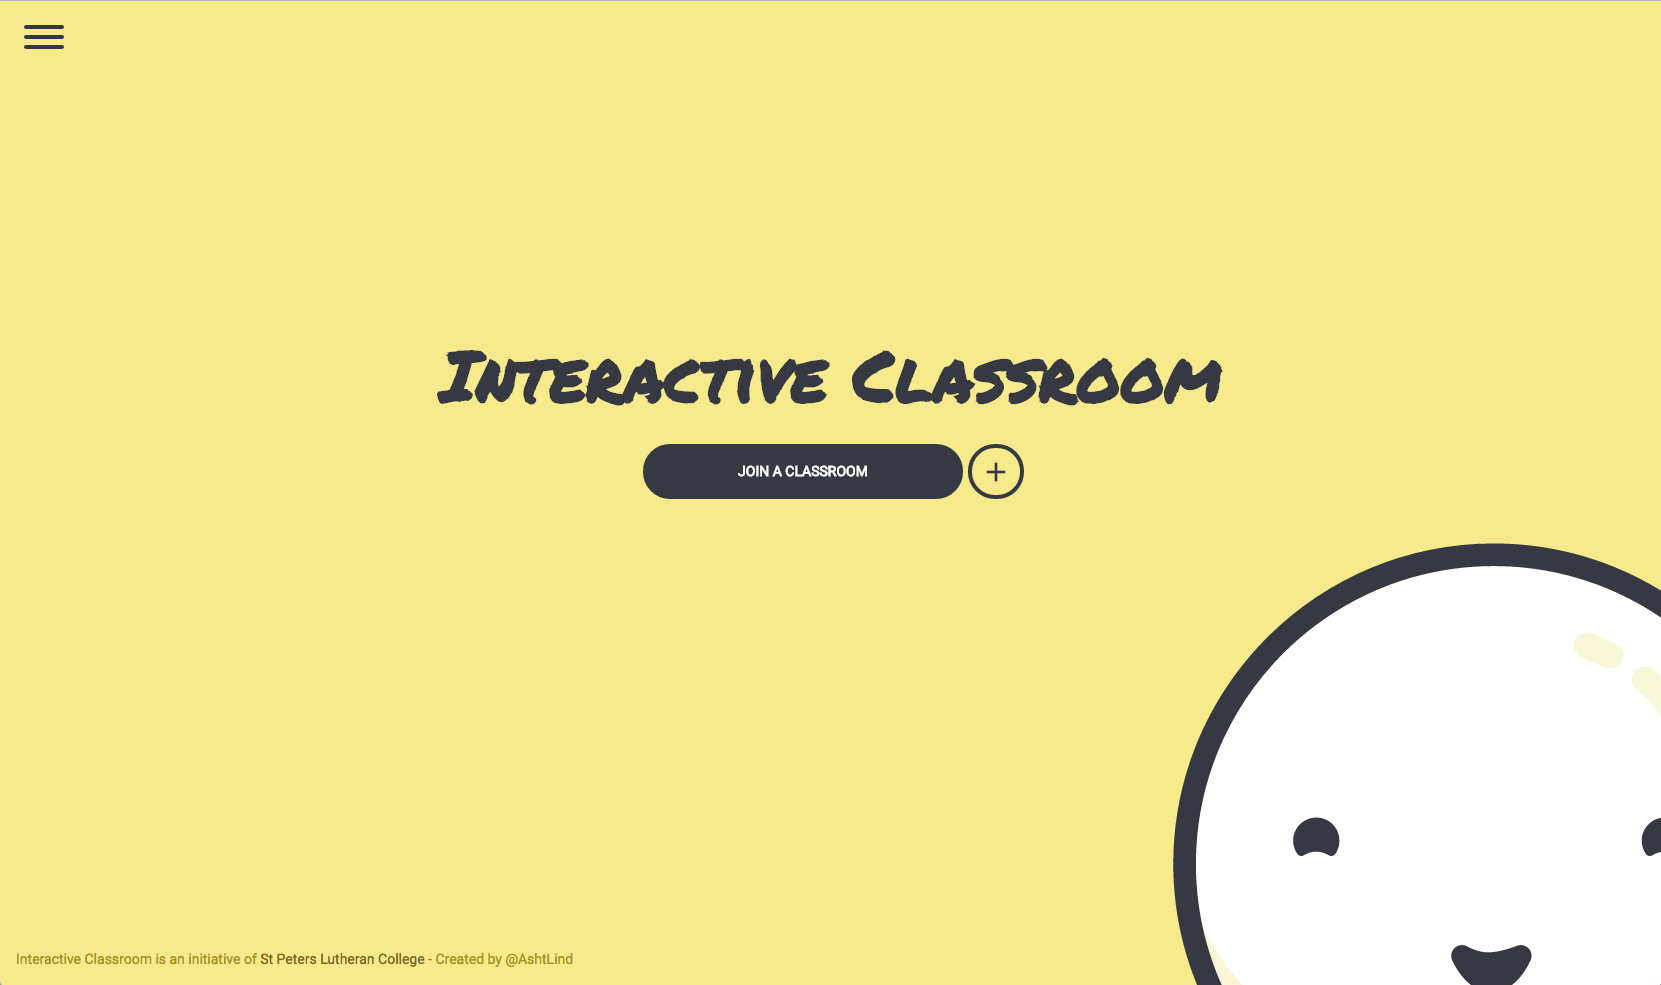 Interactive Classroom
JOIN A CLASSROOM
Interactive Classroom is an initiative of St Peters Lutheran College - Created by @AshtLind